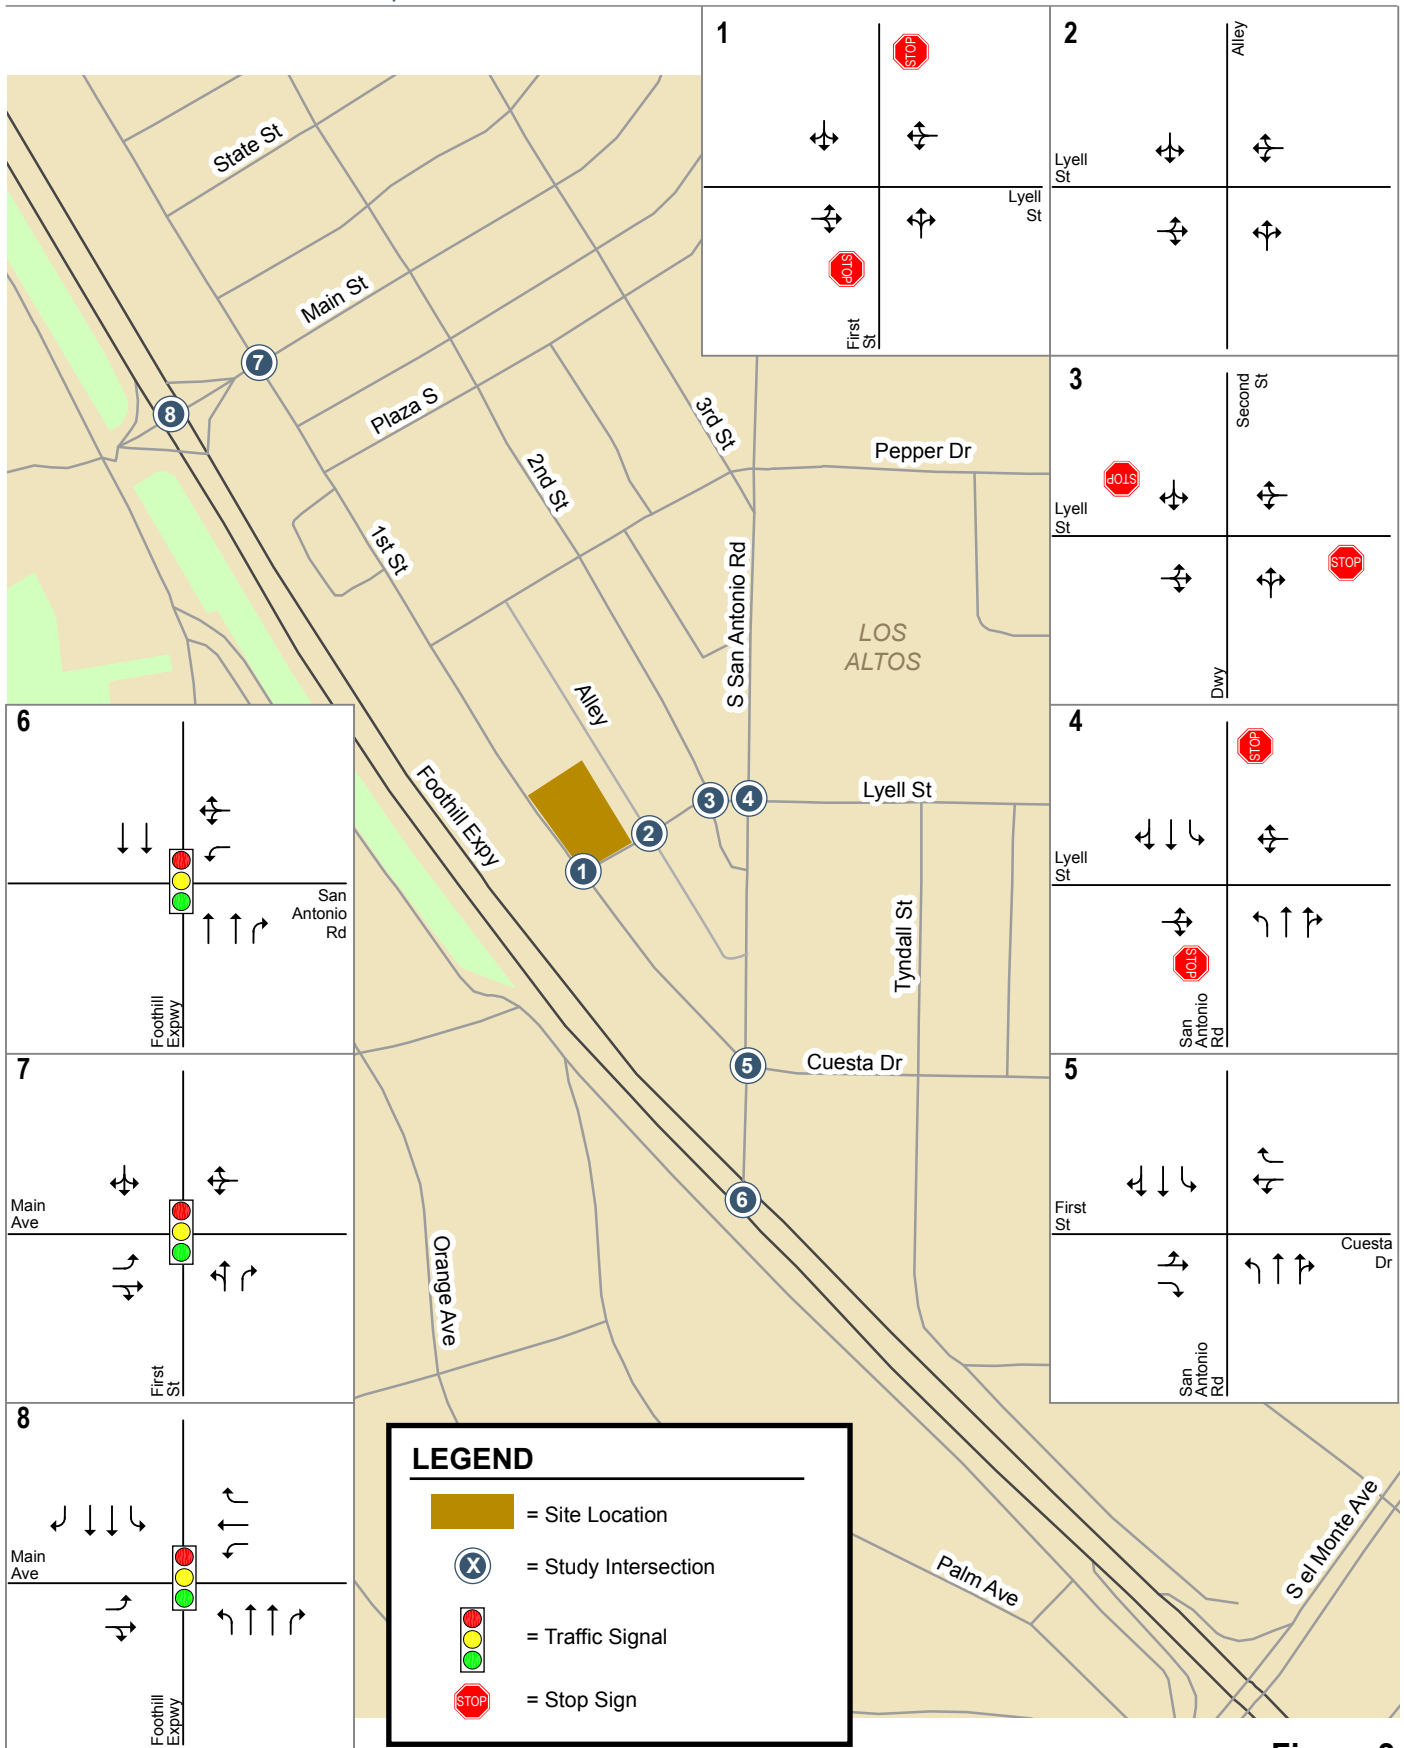 1
STOP
Lyell
St
STOP
First
St
2
Alley
Lyell
St
State St
Main St
7
8
Plaza S
3rd St
2nd St
1st St
Pepper Dr
S San Antonio Rd
LOS
ALTOS
Alley
Foothill Expy
3
4
Lyell St
2
1
Tyndall St
5
Cuesta Dr
6
Orange Ave
Palm Ave
S el Monte Ave
3
Second
St
STOP
Lyell
St
STOP
Dwy
4
STOP
Lyell
St
STOP
San
Antonio
Rd
5
First
St
Cuesta
Dr
San
Antonio
Rd
6
San
Antonio
Rd
Foothill
Expwy
7
Main
Ave
First
St
8
Main
Ave
Foothill
Expwy
LEGEND
= Site Location
X = Study Intersection
= Traffic Signal
STOP = Stop Sign